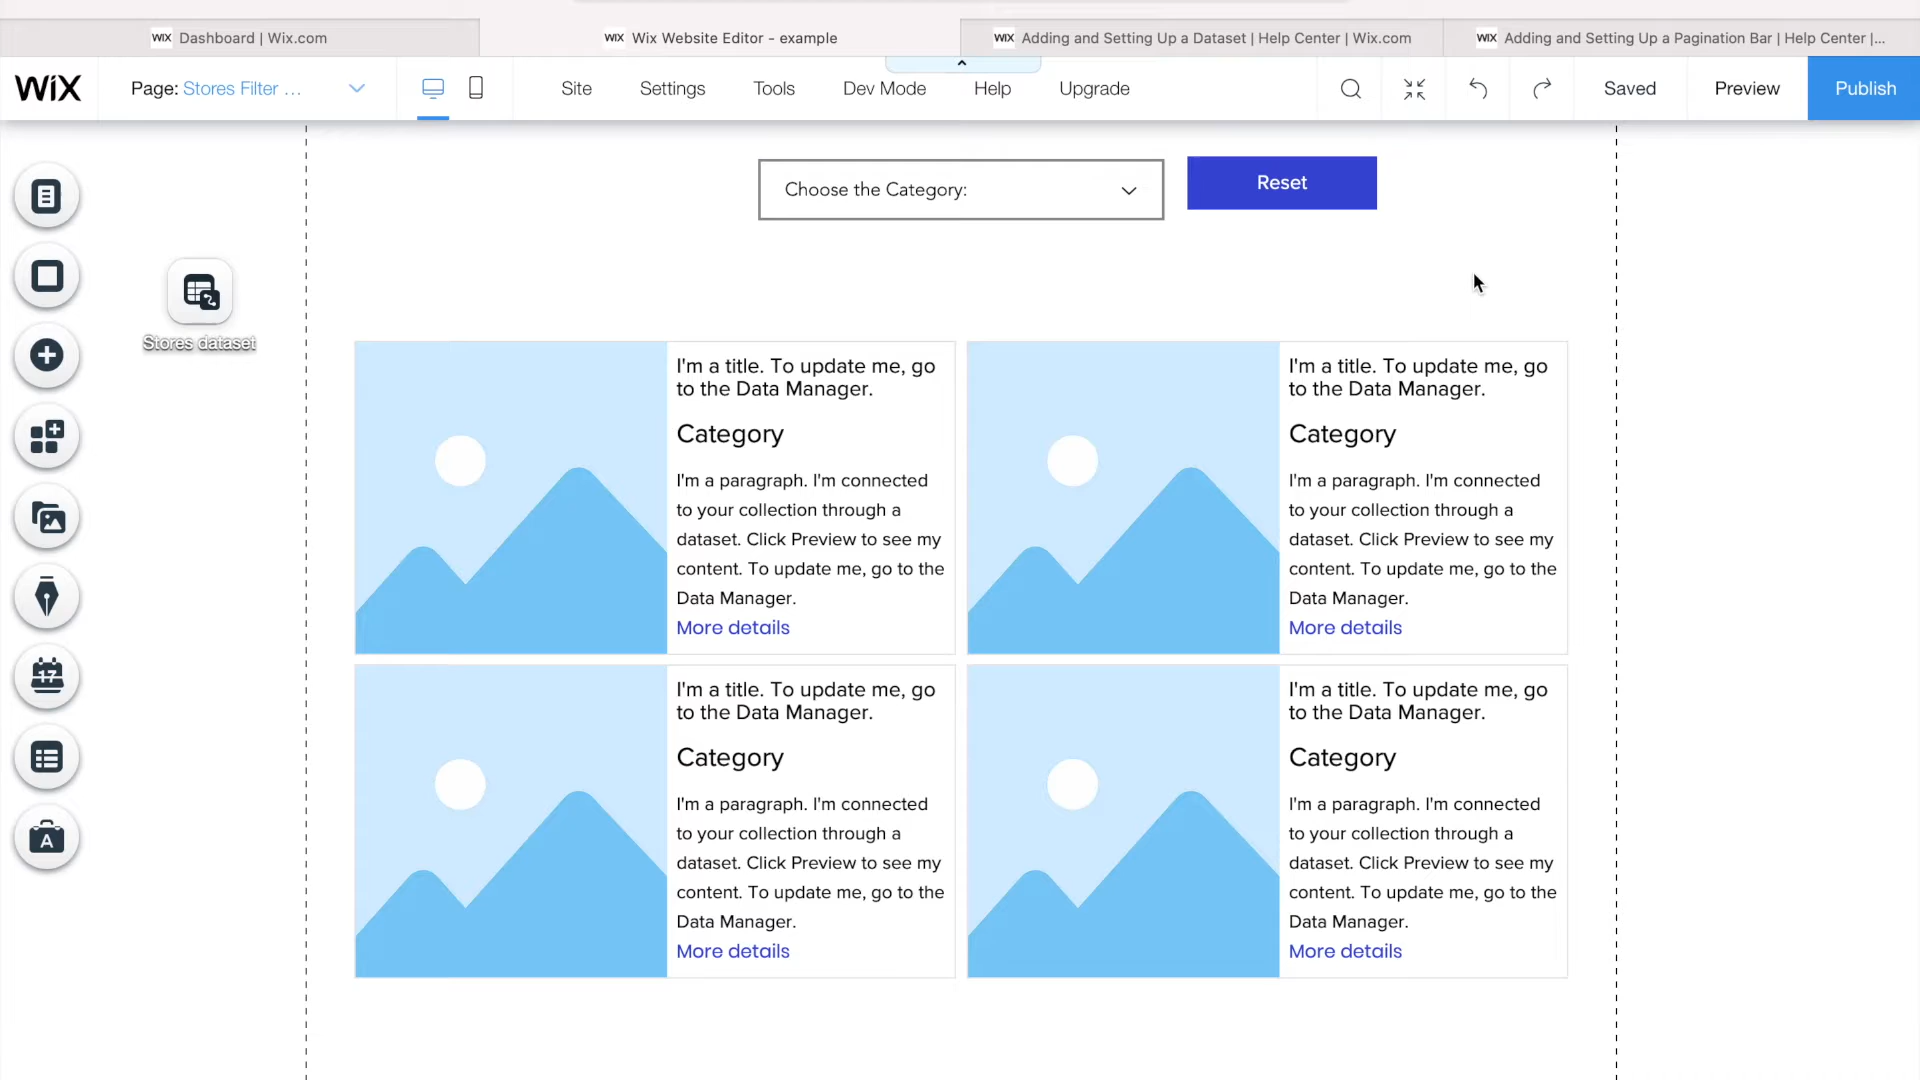 WIX Dashboard | Wix.com
WIX Wix Website Editor - example
WIX Adding and Setting Up a Dataset | Help Center | Wix.com
WIX Adding and Setting Up a Pagination Bar | Help Center |...
WIX Page: Stores Filter ... Site Settings Tools Dev Mode Help Upgrade Saved Preview Publish
Choose the Category:
Reset
17
A
Stores dataset
I'm a title. To update me, go
to the Data Manager.
Category
I'm a paragraph. I'm connected
to your collection through a
dataset. Click Preview to see my
content. To update me, go to the
Data Manager.
More details
I'm a title. To update me, go
to the Data Manager.
Category
I'm a paragraph. I'm connected
to your collection through a
dataset. Click Preview to see my
content. To update me, go to the
Data Manager.
More details
I'm a title. To update me, go
to the Data Manager.
Category
I'm a paragraph. I'm connected
to your collection through a
dataset. Click Preview to see my
content. To update me, go to the
Data Manager.
More details
I'm a title. To update me, go
to the Data Manager.
Category
I'm a paragraph. I'm connected
to your collection through a
dataset. Click Preview to see my
content. To update me, go to the
Data Manager.
More details